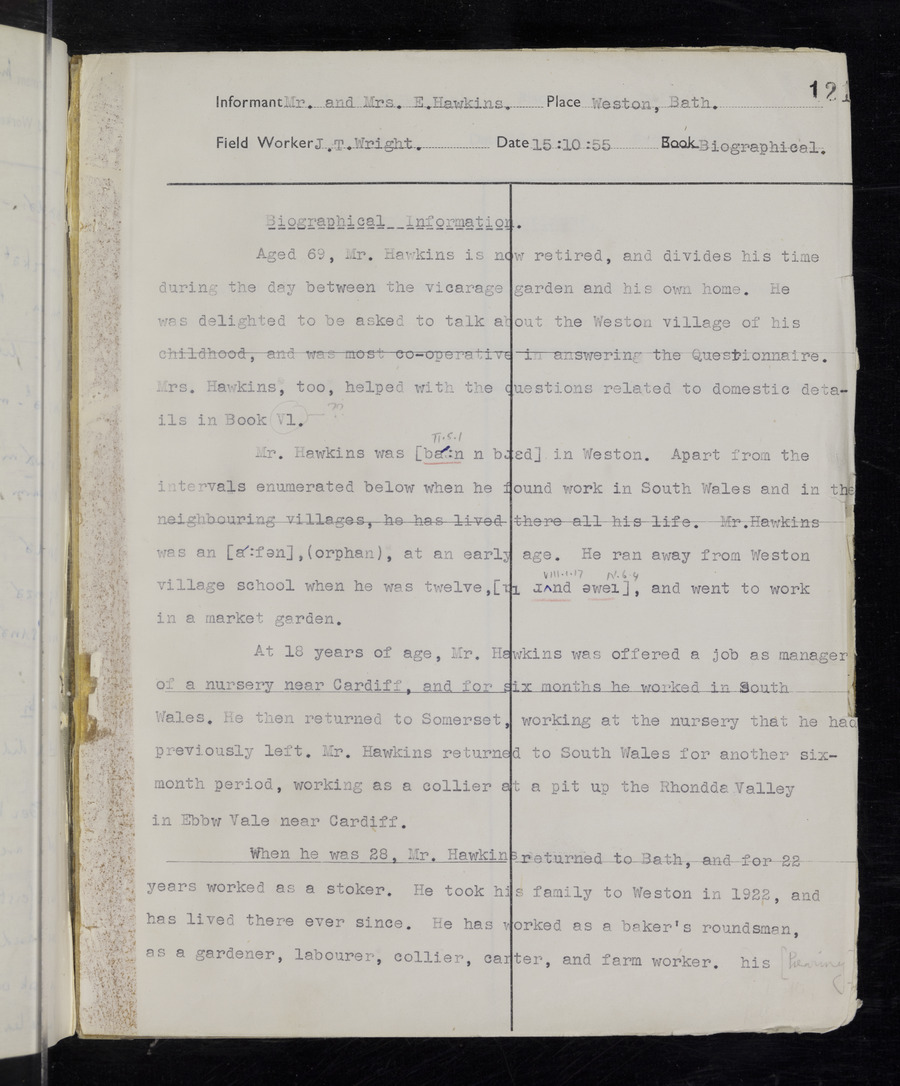 121
Informant Mr. and Mrs. E.Hawkins. Place Weston, Bath.
Field Worker J.T.Wright. Date 15:10:55 Book Biographical.
Biographical Information.
Aged 69, Mr. Hawkins is now retired, and divides his time
during the day between the vicarage garden and his own home. He
was delighted to be asked to talk about the Weston village of his
childhood, and was most co-operative in answering the Questionnaire.
Mrs. Hawkins, too, helped with the questions related to domestic deta-
ils in Book V1. ??
VI.5.1
Mr. Hawkins was [ba:n n bɹɛd] in Weston. Apart from the
intervals enumerated below when he found work in South Wales and in the
neighbouring villages, he has lived there all his life. Mr.Hawkins
was an [a:fən],(orphan), at an early age. He ran away from Weston
VIII.1.17 IV.6.4
village school when he was twelve, ɹʌnd əweɪ], and went to work
in a market garden.
At 18 years of age, Mr. Hawkins was offered a job as manager
of a nursery near Cardiff, and for six months he worked in South
Wales. He then returned to Somerset, working at the nursery that he had
previously left. Mr. Hawkins returned to South Wales for another six-
month period, working as a collier at a pit up the Rhondda Valley
in Ebbw Vale near Cardiff.
When he was 28, Mr. Hawkins returned to Bath, and for 22
years worked as a stoker. He took his family to Weston in 1922, and
has lived there ever since. He has worked as a baker's roundsman,
as a gardener, labourer, collier, carter, and farm worker. his [hearing